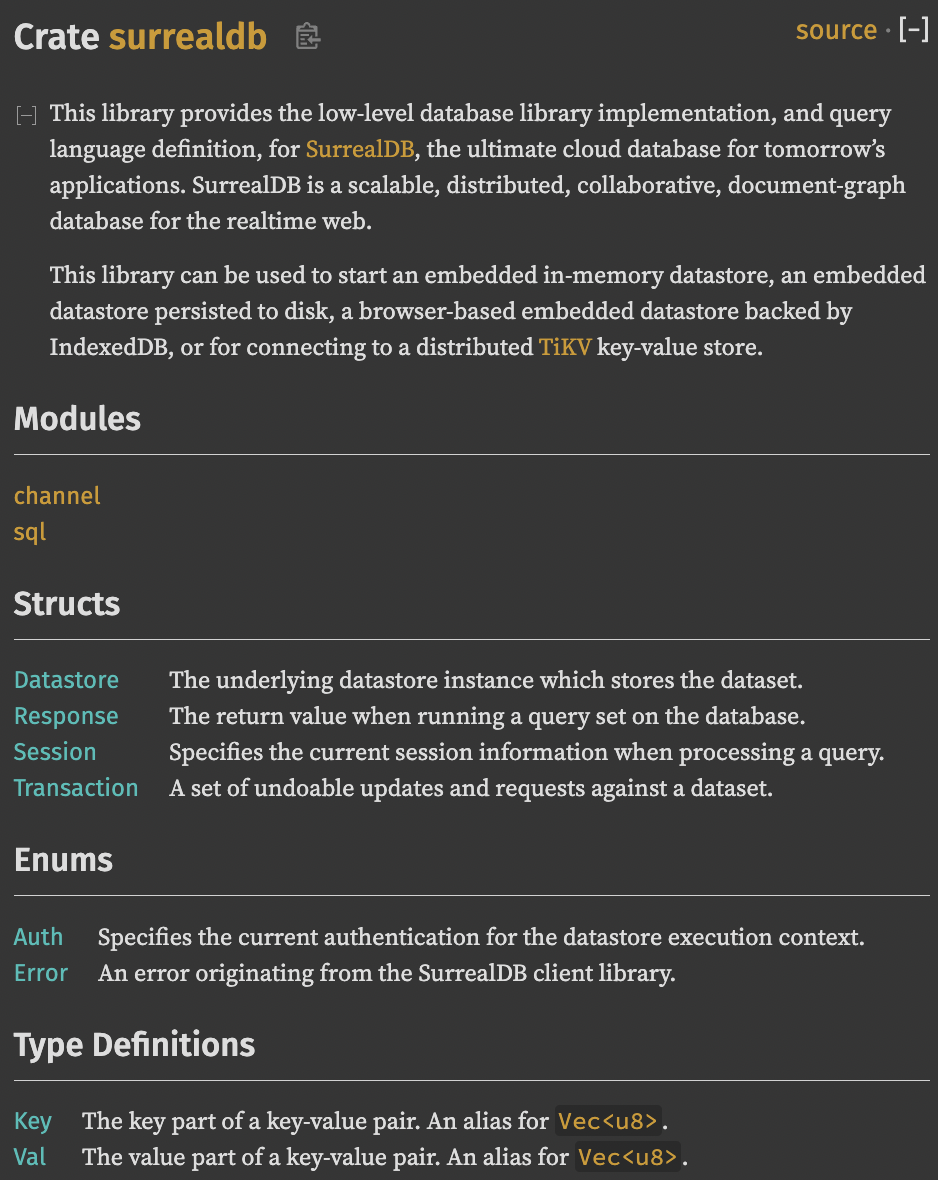 Crate surrealdb
source · [−]
[−] This library provides the low-level database library implementation, and query
language definition, for SurrealDB, the ultimate cloud database for tomorrow’s
applications. SurrealDB is a scalable, distributed, collaborative, document-graph
database for the realtime web.
This library can be used to start an embedded in-memory datastore, an embedded
datastore persisted to disk, a browser-based embedded datastore backed by
IndexedDB, or for connecting to a distributed TiKV key-value store.
Modules
channel
sql
Structs
Datastore The underlying datastore instance which stores the dataset.
Response The return value when running a query set on the database.
Session Specifies the current session information when processing a query.
Transaction A set of undoable updates and requests against a dataset.
Enums
Auth Specifies the current authentication for the datastore execution context.
Error An error originating from the SurrealDB client library.
Type Definitions
Key The key part of a key-value pair. An alias for Vec<u8>.
Val The value part of a key-value pair. An alias for Vec<u8>.